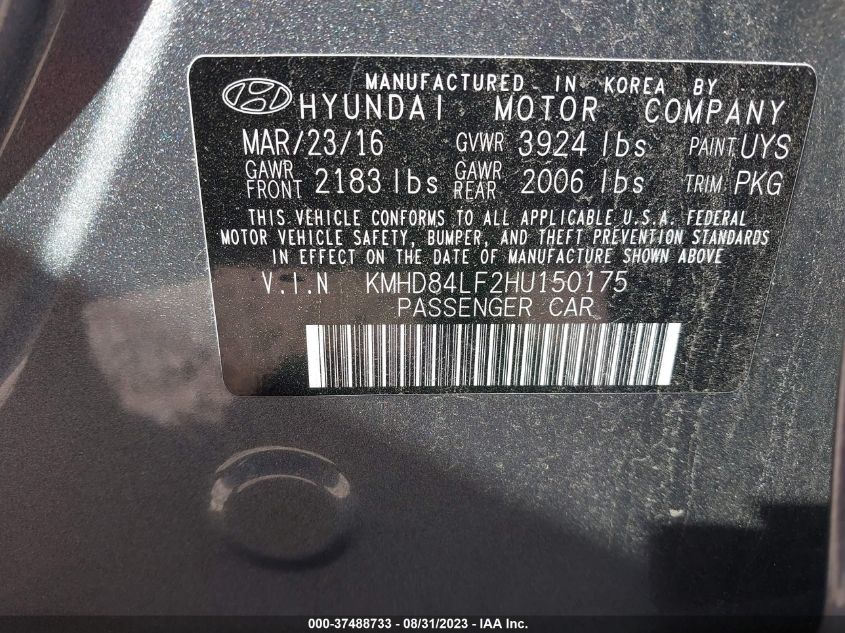 MANUFACTURED IN KOREA BY
HYUNDAI MOTOR COMPANY
MAR/23/16 GVWR 3924 lbs PAINT UYS
GAWR FRONT 2183 lbs GAWR REAR 2006 lbs TRIM PKG
THIS VEHICLE CONFORMS TO ALL APPLICABLE U.S.A. FEDERAL
MOTOR VEHICLE SAFETY, BUMPER, AND THEFT PREVENTION STANDARDS
IN EFFECT ON THE DATE OF MANUFACTURE SHOWN ABOVE
V.I.N KMHD84LF2HU150175
PASSENGER CAR
000-37488733 - 08/31/2023 - IAA Inc.